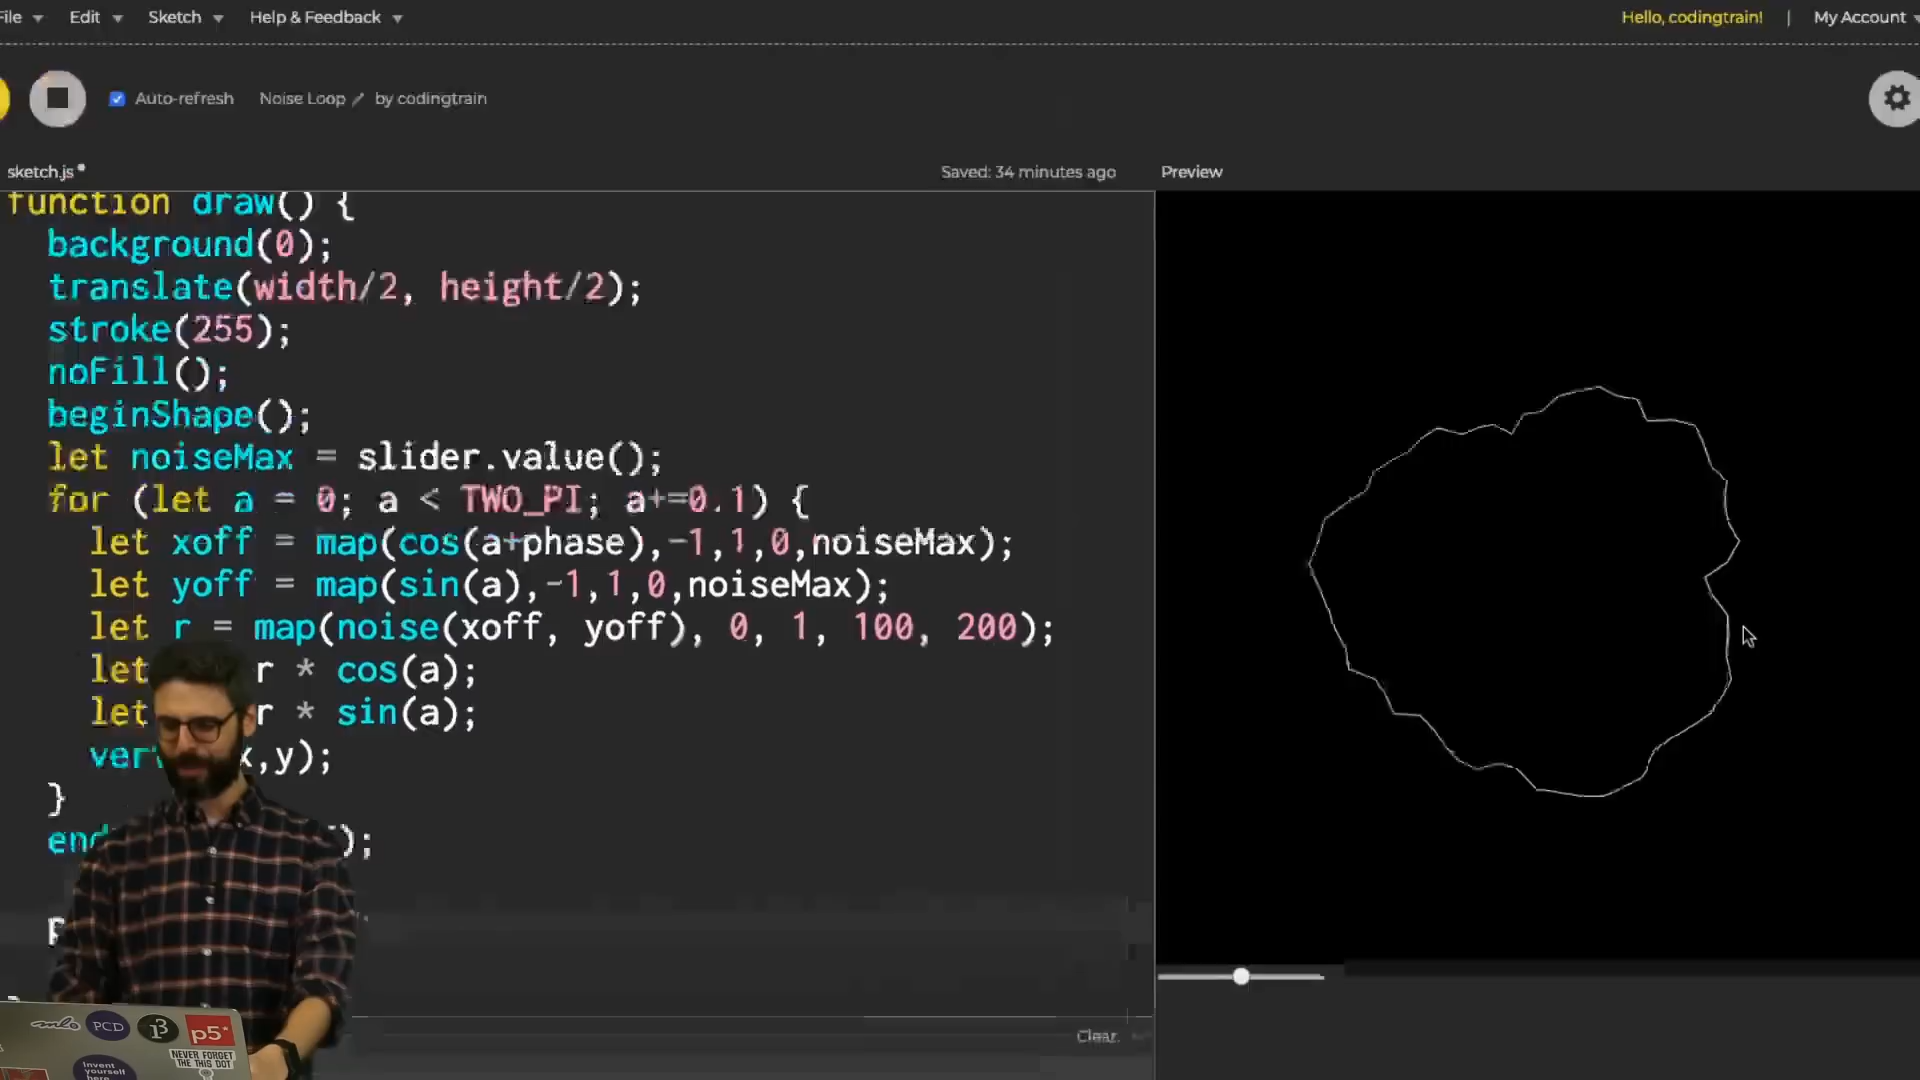 File Edit Sketch Help & Feedback Hello, codingtrain! | My Account
Auto-refresh Noise Loop by codingtrain
sketch.js Saved: 34 minutes ago Preview
function draw() {
background(0);
translate(width/2, height/2);
stroke(255);
noFill();
beginShape();
let noiseMax = slider.value();
for (let a = 0; a < TWO_PI; a+=0.1) {
let xoff = map(cos(a+phase),-1,1,0,noiseMax);
let yoff = map(sin(a),-1,1,0,noiseMax);
let r = map(noise(xoff, yoff), 0, 1, 100, 200);
let r * cos(a);
let r * sin(a);
x,y);
}
);
Clear
mlo PCD p5*
NEVER FORGET
THE THIS DOT
Invent
yourself
here